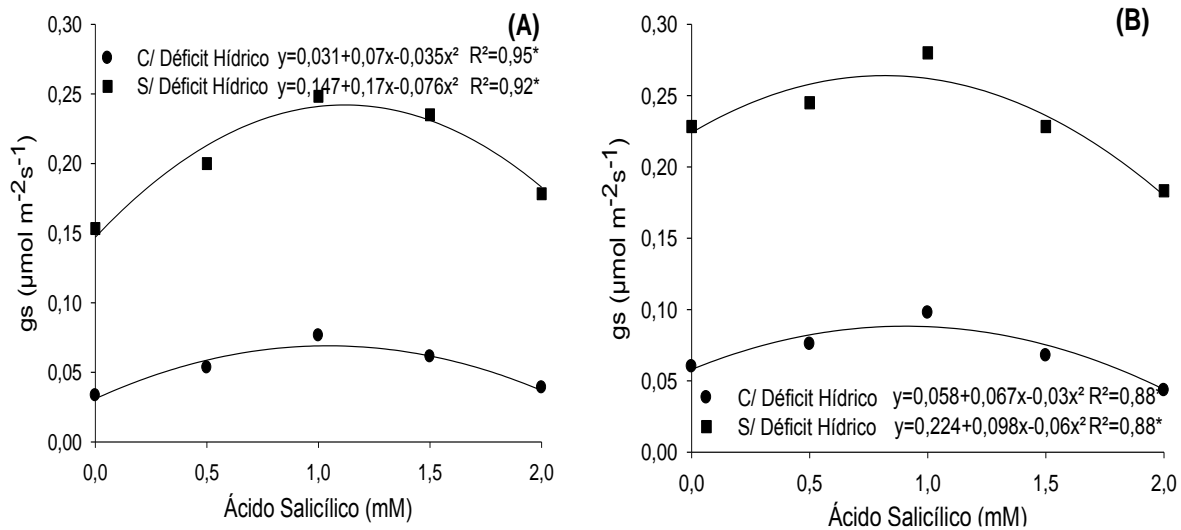 (A)
0,30
C/ Déficit Hídrico y=0,031+0,07x-0,035x² R²=0,95*
S/ Déficit Hídrico y=0,147+0,17x-0,076x² R²=0,92*
0,25
0,20
0,15
0,10
0,05
0,00
gs (µmol m⁻²s⁻¹)
0,0 0,5 1,0 1,5 2,0
Ácido Salicílico (mM)
(B)
0,30
0,25
0,20
0,15
0,10
0,05
0,00
gs (µmol m⁻²s⁻¹)
C/ Déficit Hídrico y=0,058+0,067x-0,03x² R²=0,88*
S/ Déficit Hídrico y=0,224+0,098x-0,06x² R²=0,88*
0,0 0,5 1,0 1,5 2,0
Ácido Salicílico (mM)